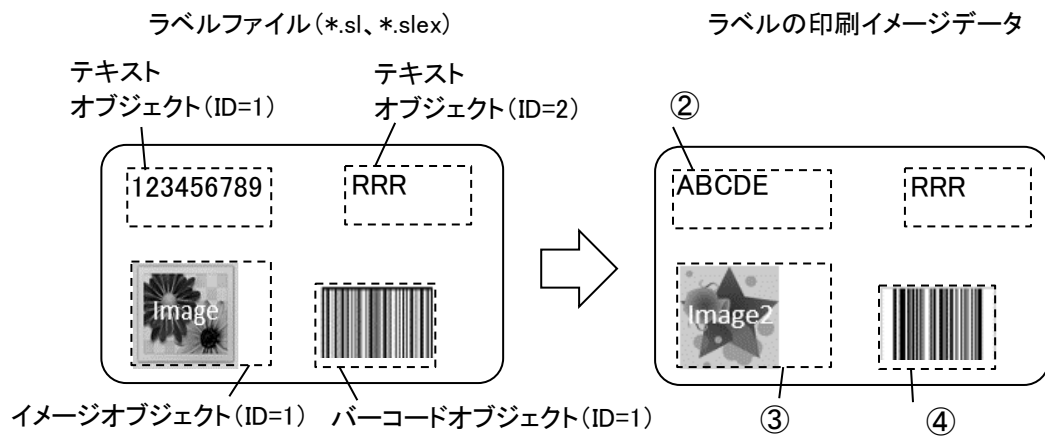 ラベルファイル(*.sl、*.slex)
ラベルの印刷イメージデータ
テキスト
オブジェクト(ID=1)
テキスト
オブジェクト(ID=2)
②
123456789
RRR
ABCDE
RRR
Image
Image2
イメージオブジェクト(ID=1)
バーコードオブジェクト(ID=1)
③
④